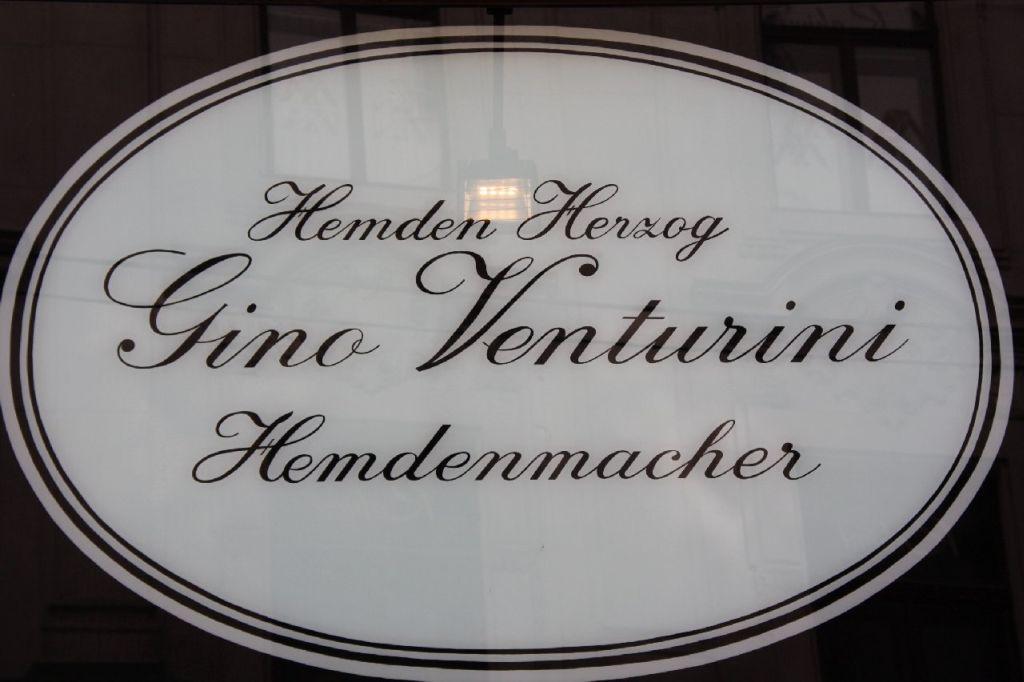 Hemden Herzog
Gino Venturini
Hemdenmacher